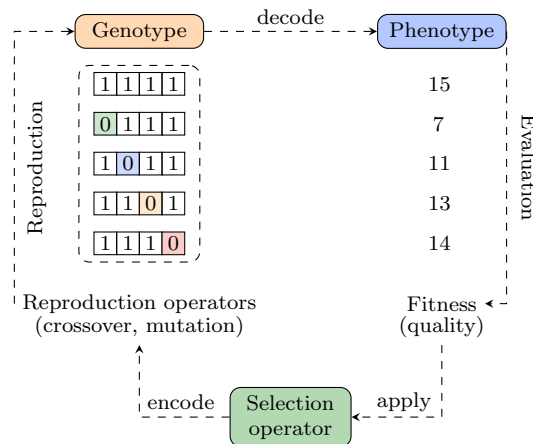 Genotype
decode
Phenotype
1 1 1 1
15
0 1 1 1
7
1 0 1 1
11
1 1 0 1
13
1 1 1 0
14
Reproduction
Evaluation
Reproduction operators
(crossover, mutation)
Fitness
(quality)
encode
Selection
operator
apply